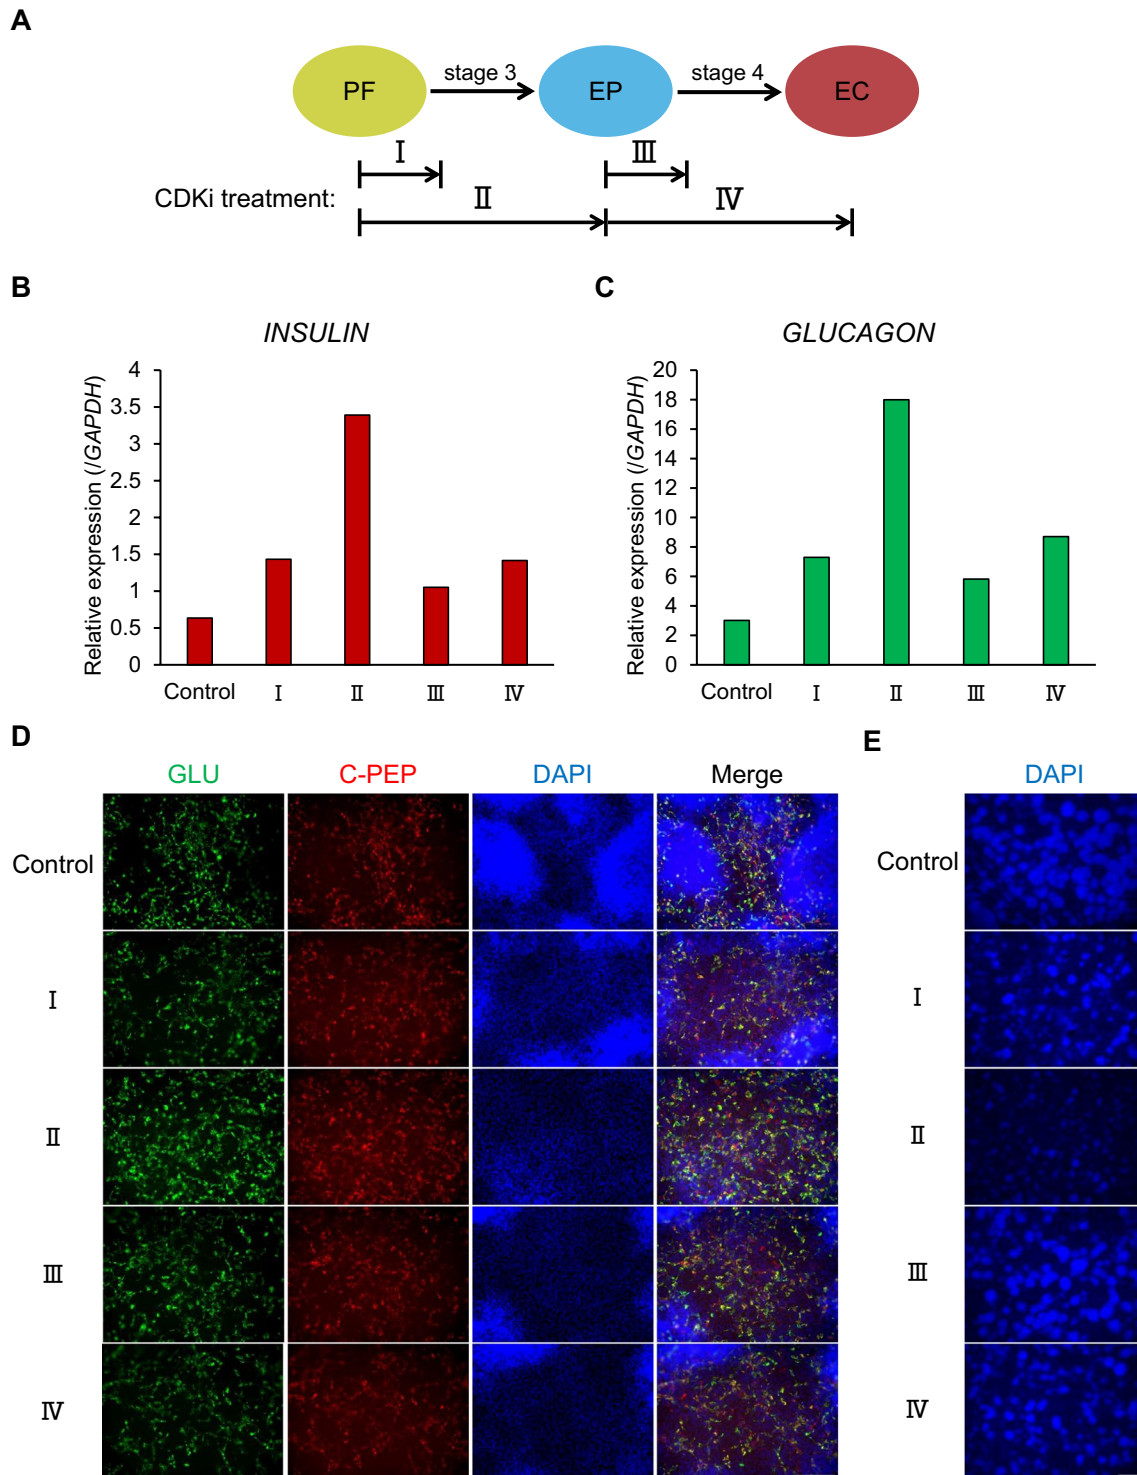 A
PF
stage 3
EP
stage 4
EC
Ⅰ
Ⅲ
CDKi treatment:
Ⅱ
Ⅳ
B
INSULIN
Relative expression (/GAPDH)
4
3.5
3
2.5
2
1.5
1
0.5
0
Control Ⅰ Ⅱ Ⅲ Ⅳ
C
GLUCAGON
Relative expression (/GAPDH)
20
18
16
14
12
10
8
6
4
2
0
Control Ⅰ Ⅱ Ⅲ Ⅳ
D
GLU C-PEP DAPI Merge
Control
Ⅰ
Ⅱ
Ⅲ
Ⅳ
E
DAPI
Control
Ⅰ
Ⅱ
Ⅲ
Ⅳ